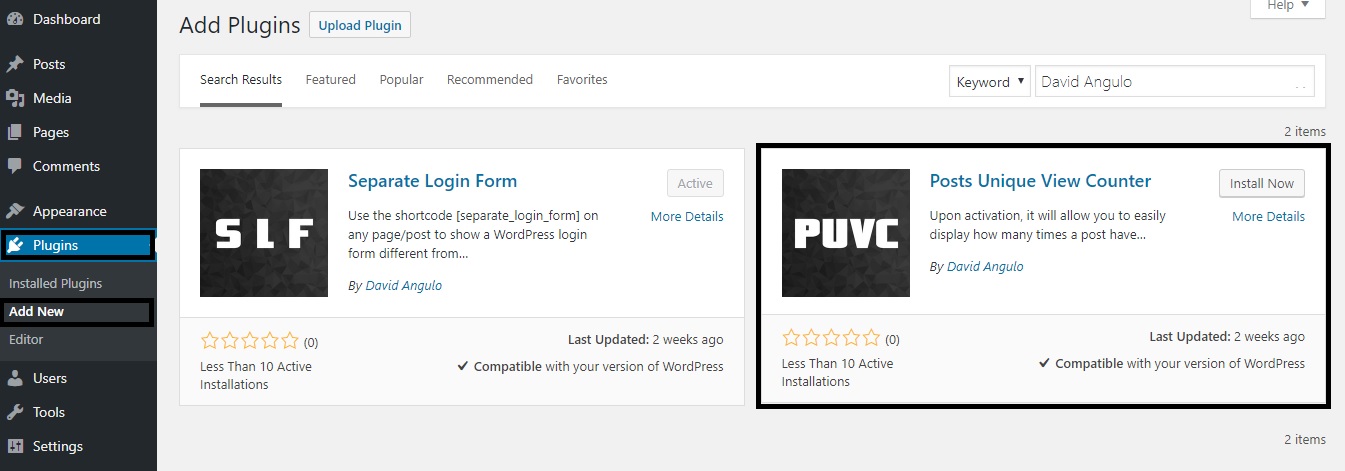 Dashboard
Posts
Media
Pages
Comments
Appearance
Plugins
Installed Plugins
Add New
Editor
Users
Tools
Settings
Help ▼
Add Plugins Upload Plugin
Search Results Featured Popular Recommended Favorites Keyword ▼ David Angulo
2 items
SLF
Separate Login Form
Active
More Details
Use the shortcode [separate_login_form] on
any page/post to show a WordPress login
form different from...
By David Angulo
(0)
Less Than 10 Active
Installations
Last Updated: 2 weeks ago
✔ Compatible with your version of WordPress
PUVC
Posts Unique View Counter
Install Now
More Details
Upon activation, it will allow you to easily
display how many times a post have...
By David Angulo
(0)
Less Than 10 Active
Installations
Last Updated: 2 weeks ago
✔ Compatible with your version of WordPress
2 items